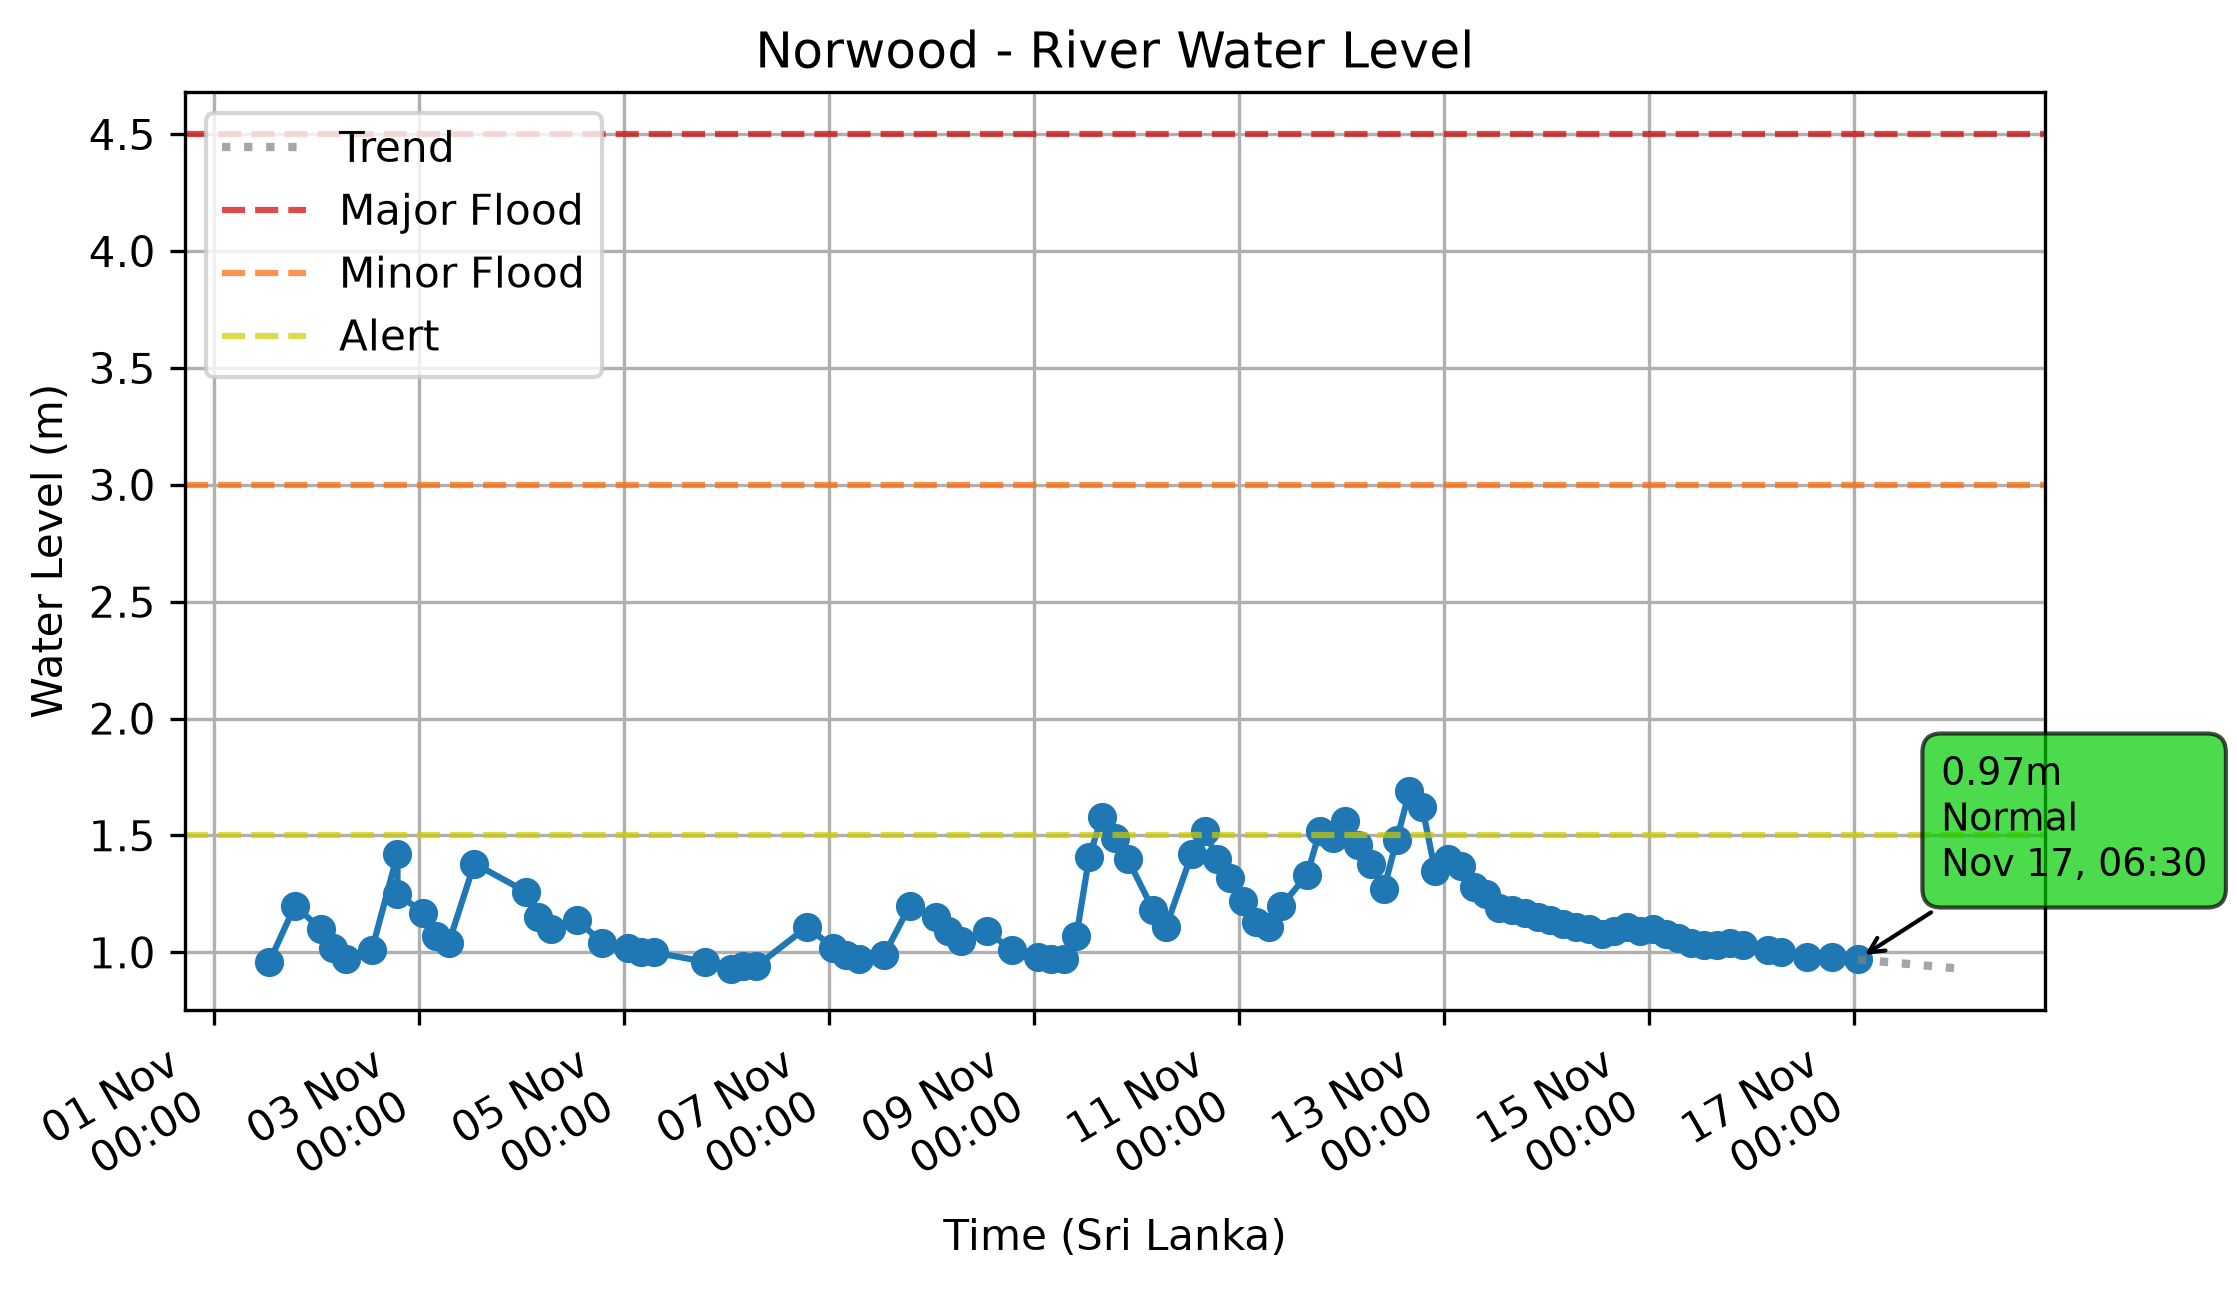 Norwood - River Water Level
Water Level (m)
4.5
4.0
3.5
3.0
2.5
2.0
1.5
1.0
Trend
Major Flood
Minor Flood
Alert
0.97m
Normal
Nov 17, 06:30
01 Nov
00:00
03 Nov
00:00
05 Nov
00:00
07 Nov
00:00
09 Nov
00:00
11 Nov
00:00
13 Nov
00:00
15 Nov
00:00
17 Nov
00:00
Time (Sri Lanka)